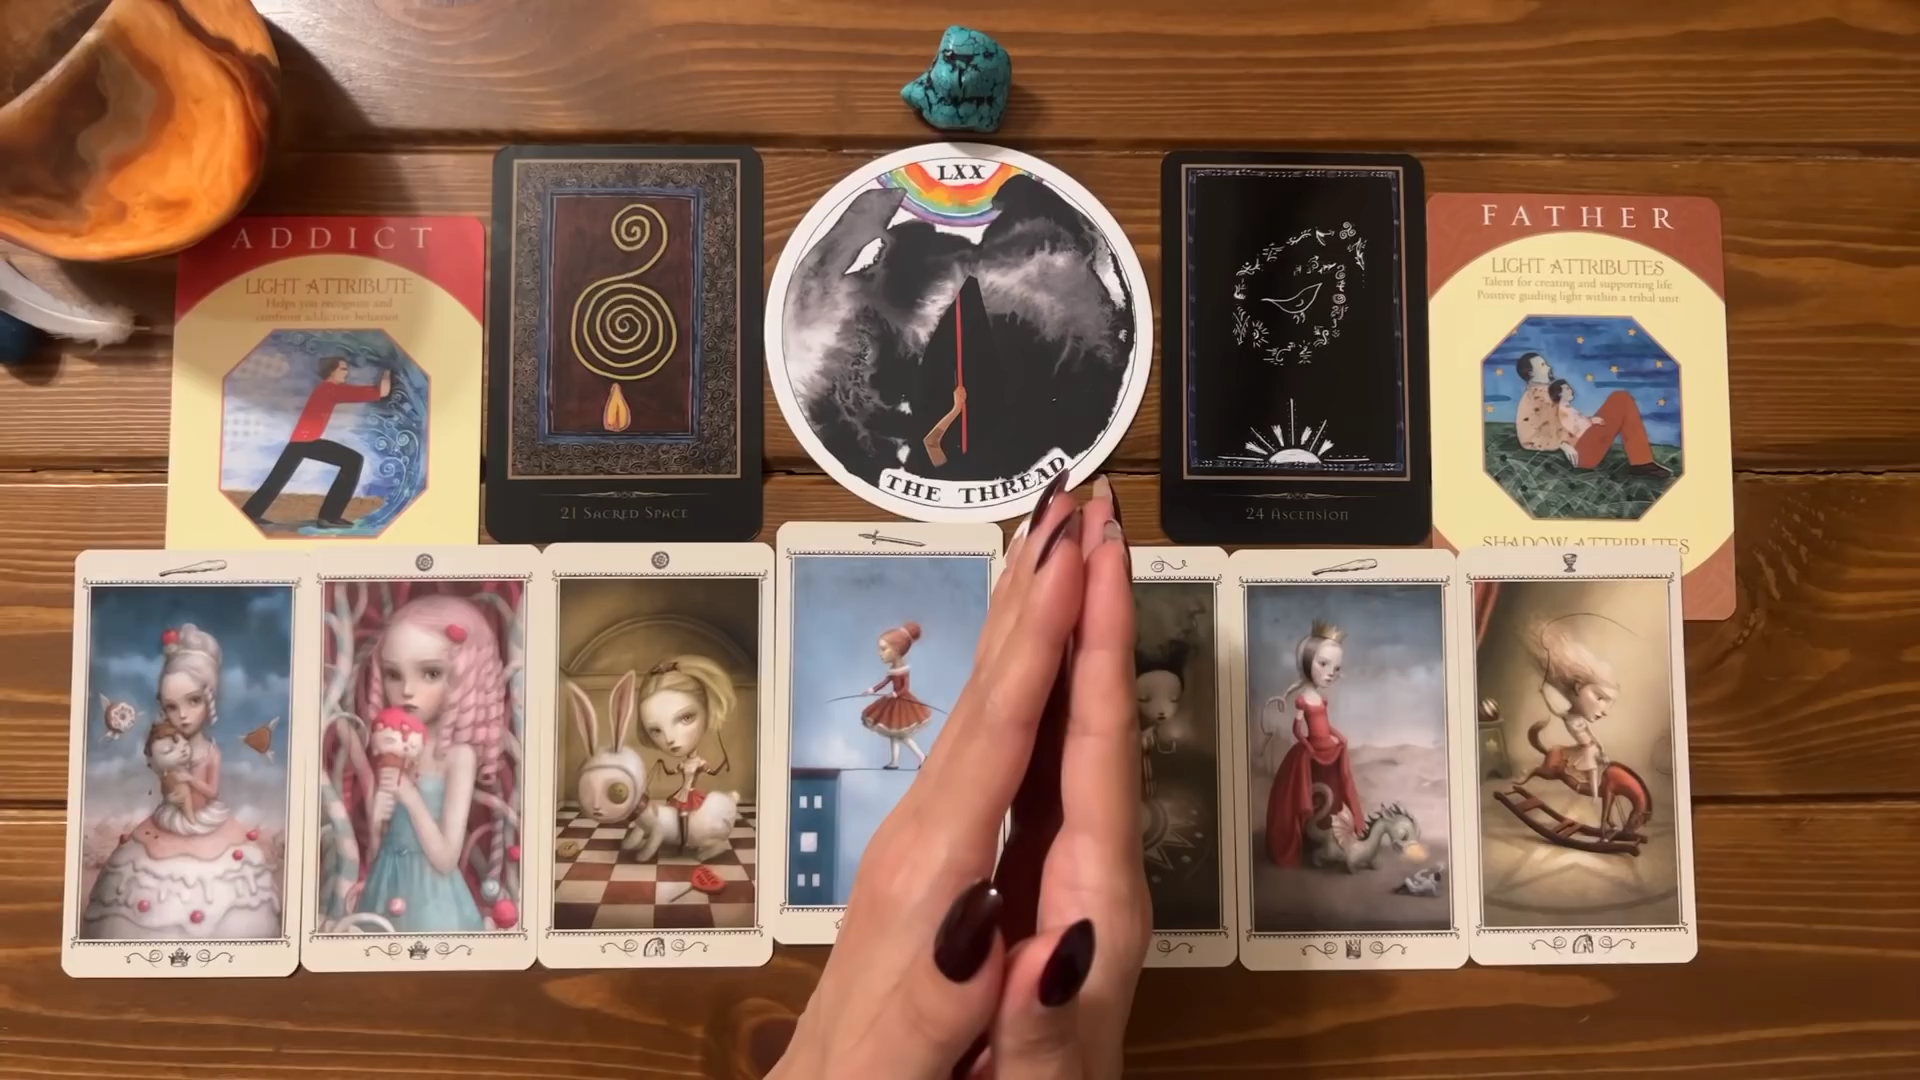 ADDICT
LIGHT ATTRIBUTE
Helps you recognize and
confront addictive behavior
21 SACRED SPACE
LXX
THE THREAD
24 ASCENSION
FATHER
LIGHT ATTRIBUTES
Talent for creating and supporting life
Positive guiding light within a tribal unit
SHADOW ATTRIBUTES